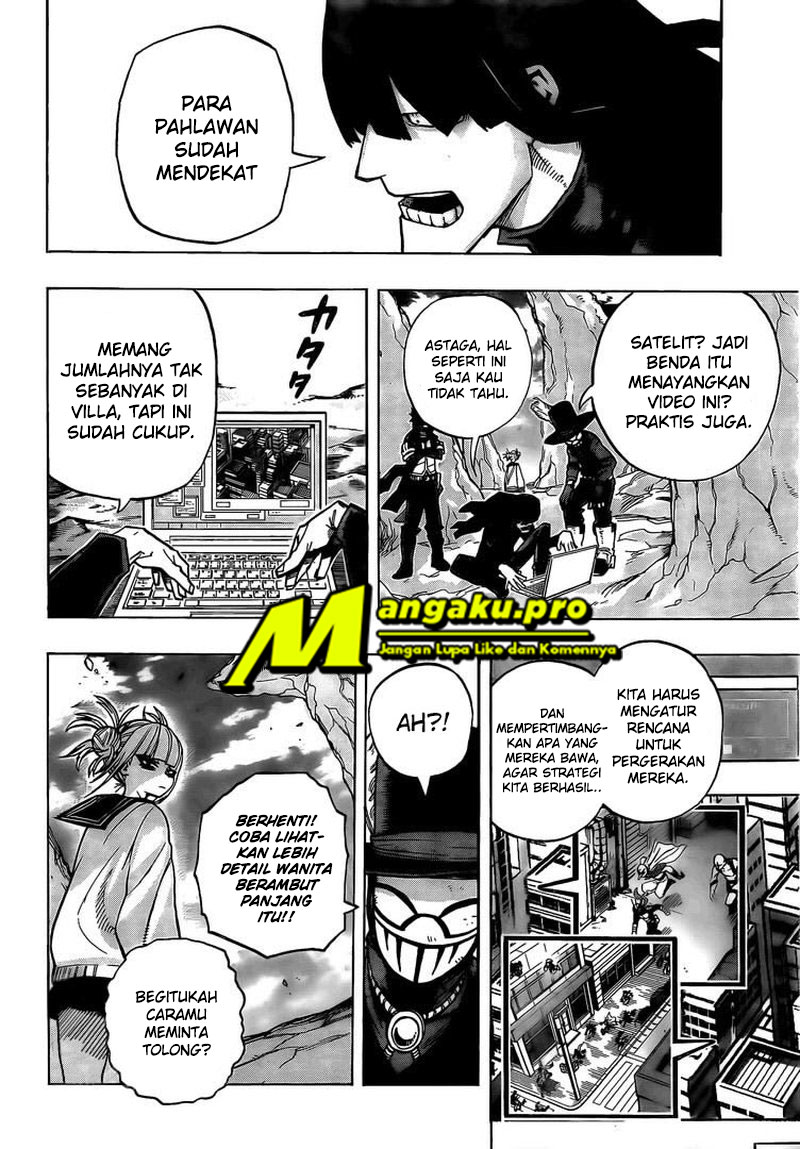 PARA
PAHLAWAN
SUDAH
MENDEKAT
SATELIT? JADI
BENDA ITU
MENAYANGKAN
VIDEO INI?
PRAKTIS JUGA.
ASTAGA, HAL
SEPERTI INI
SAJA KAU
TIDAK TAHU.
カタタ
MEMANG
JUMLAHNYA TAK
SEBANYAK DI
VILLA, TAPI INI
SUDAH CUKUP.
Mangaku.pro
Jangan Lupa Like dan Komennya
KITA HARUS
MENGATUR
RENCANA
UNTUK
PERGERAKAN
MEREKA.
DAN
MEMPERTIMBANG-
KAN APA YANG
MEREKA BAWA,
AGAR STRATEGI
KITA BERHASIL..
AH?!
BERHENTI!
COBA LIHAT-
KAN LEBIH
DETAIL WANITA
BERAMBUT
PANJANG
ITU!!
BEGITUKAH
CARAMU
MEMINTA
TOLONG?